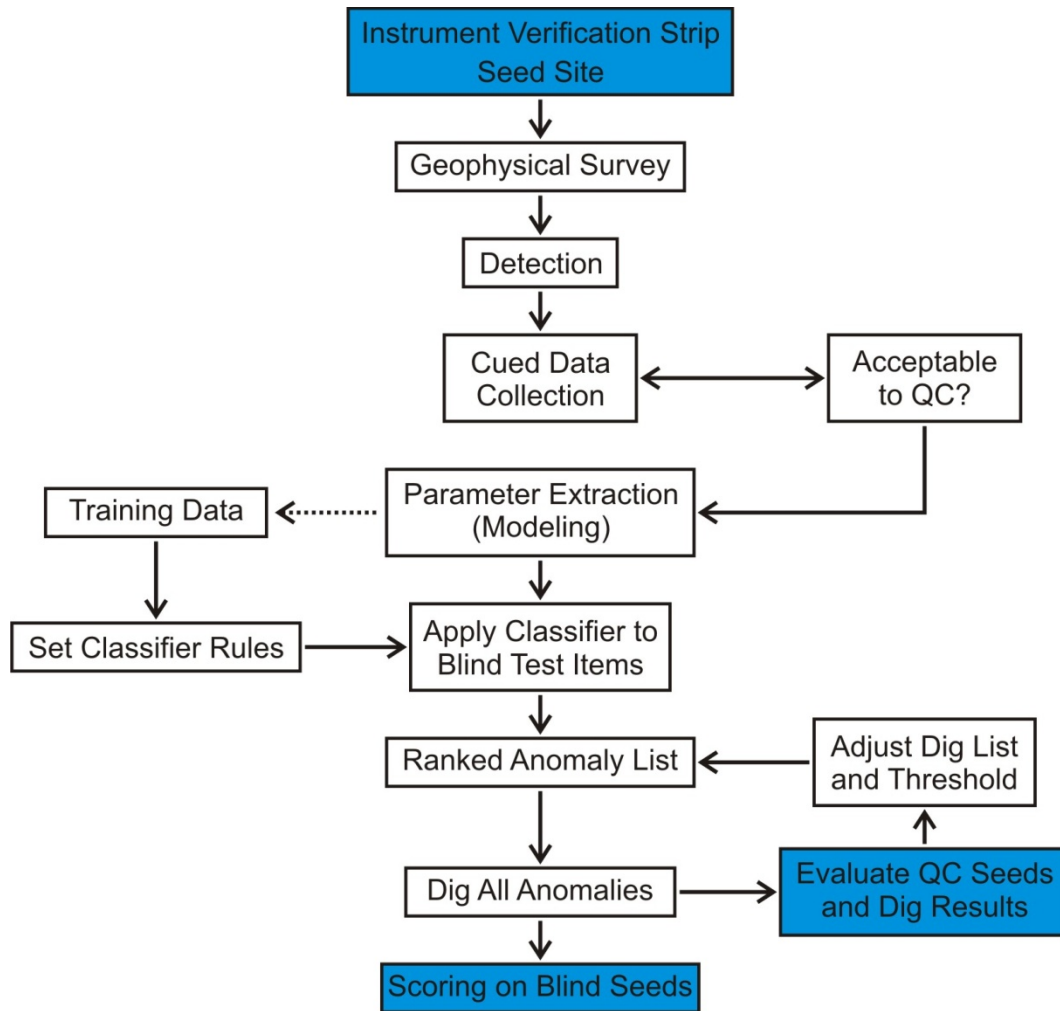 Instrument Verification Strip
Seed Site
Geophysical Survey
Detection
Cued Data
Collection
Acceptable
to QC?
Training Data
Parameter Extraction
(Modeling)
Set Classifier Rules
Apply Classifier to
Blind Test Items
Ranked Anomaly List
Adjust Dig List
and Threshold
Dig All Anomalies
Evaluate QC Seeds
and Dig Results
Scoring on Blind Seeds